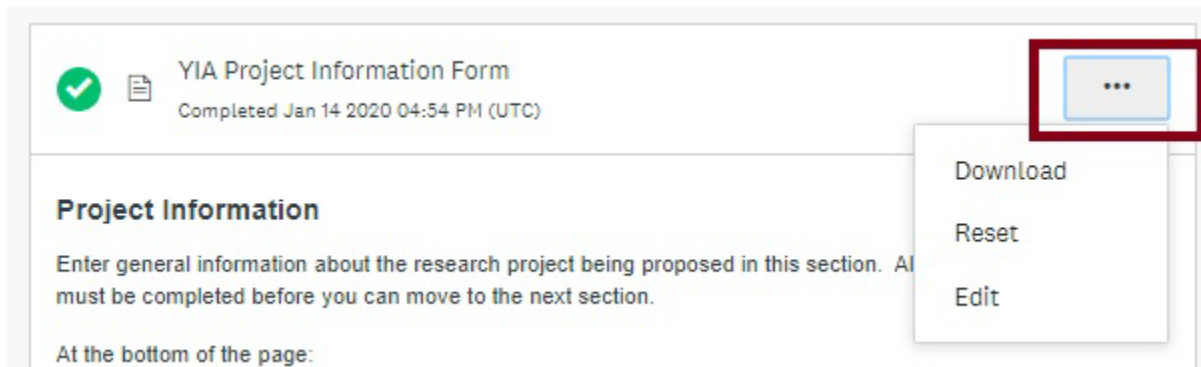 YIA Project Information Form
...
Completed Jan 14 2020 04:54 PM (UTC)
Download
Project Information
Reset
Enter general information about the research project being proposed in this section.
must be completed before you can move to the next section.
Edit
At the bottom of the page: